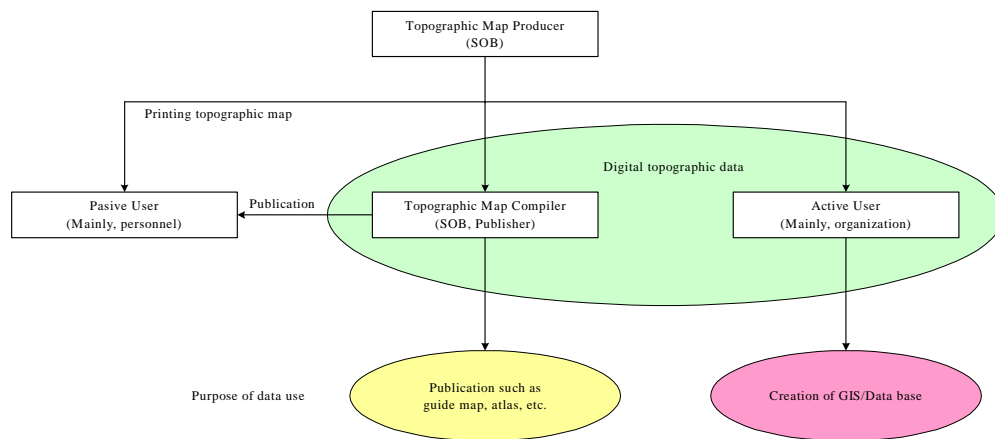 Topographic Map Producer
(SOB)
Printing topographic map
Digital topographic data
Pasive User
(Mainly, personnel)
Publication
Topographic Map Compiler
(SOB, Publisher)
Active User
(Mainly, organization)
Purpose of data use
Publication such as
guide map, atlas, etc.
Creation of GIS/Data base